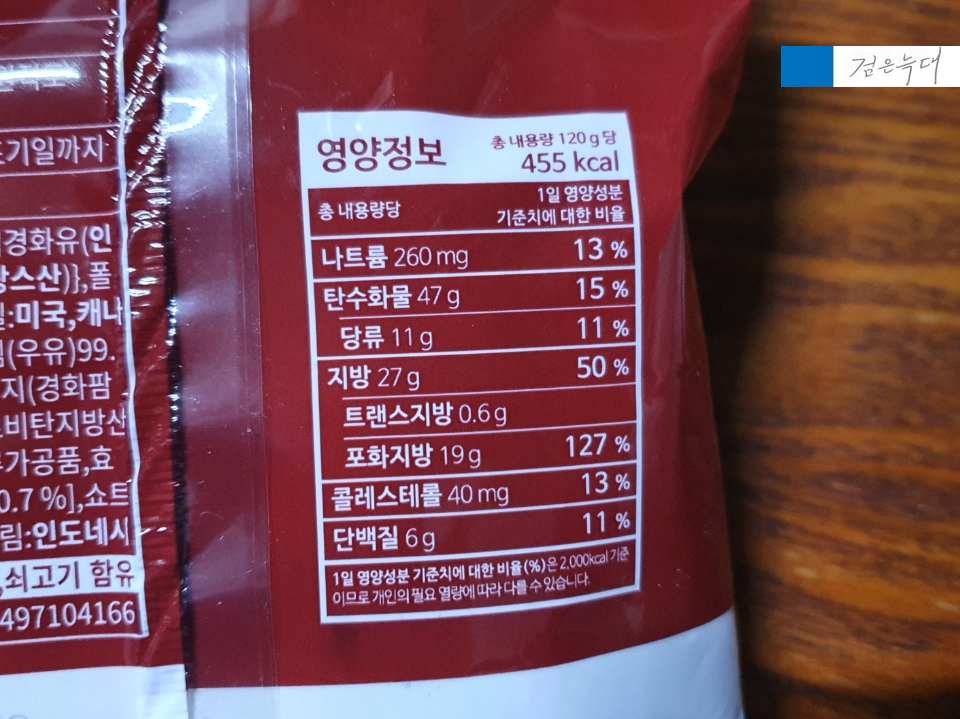 검은늑대
기일까지
경화유(인
스산)},폴
:미국,캐나
(우유)99.
지(경화팜
비탄지방산
가공품,효
0.7 %],쇼트
림:인도네시
,쇠고기 함유
497104166
영양정보
총 내용량 120 g당
455 kcal
총 내용량당
1일 영양성분
기준치에 대한 비율
나트륨 260 mg 13 %
탄수화물 47 g 15 %
당류 11 g 11 %
지방 27 g 50 %
트랜스지방 0.6 g
포화지방 19 g 127 %
콜레스테롤 40 mg 13 %
단백질 6 g 11 %
1일 영양성분 기준치에 대한 비율(%)은 2,000kcal 기준
이므로 개인의 필요 열량에 따라 다를 수 있습니다.